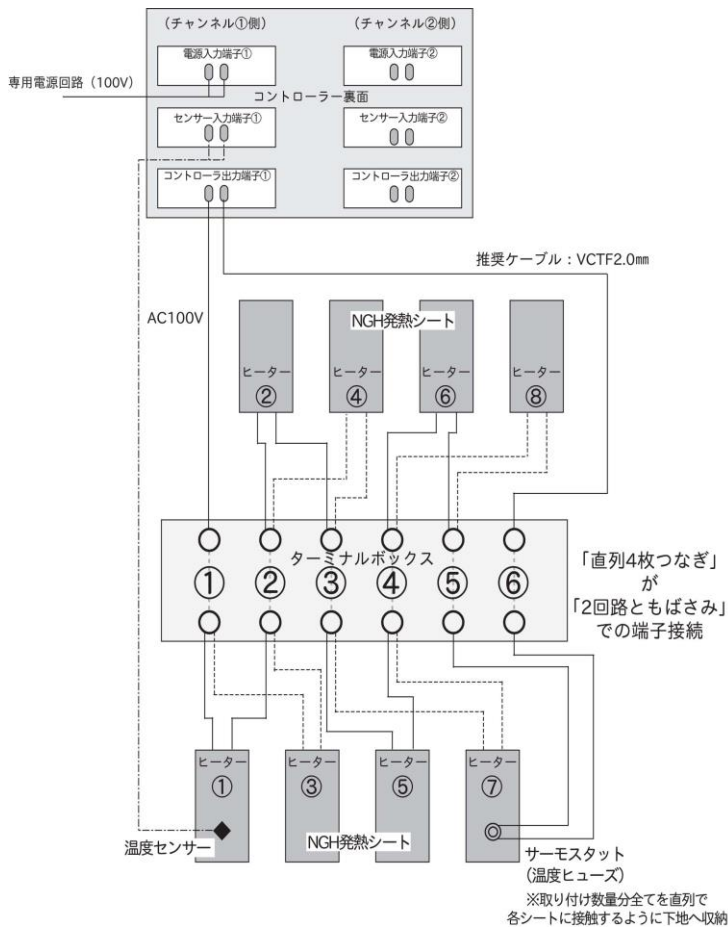 (チャンネル①側)
(チャンネル②側)
電源入力端子①
電源入力端子②
専用電源回路(100V)
コントローラー裏面
センサー入力端子①
センサー入力端子②
コントローラ出力端子①
コントローラ出力端子②
推奨ケーブル:VCTF2.0㎜
AC100V
NGH発熱シート
ヒーター
②
ヒーター
④
ヒーター
⑥
ヒーター
⑧
ターミナルボックス
①
②
③
④
⑤
⑥
「直列4枚つなぎ」
が
「2回路ともばさみ」
での端子接続
ヒーター
①
ヒーター
③
ヒーター
⑤
ヒーター
⑦
温度センサー
NGH発熱シート
サーモスタット
(温度ヒューズ)
※取り付け数量分全てを直列で
各シートに接触するように下地へ収納